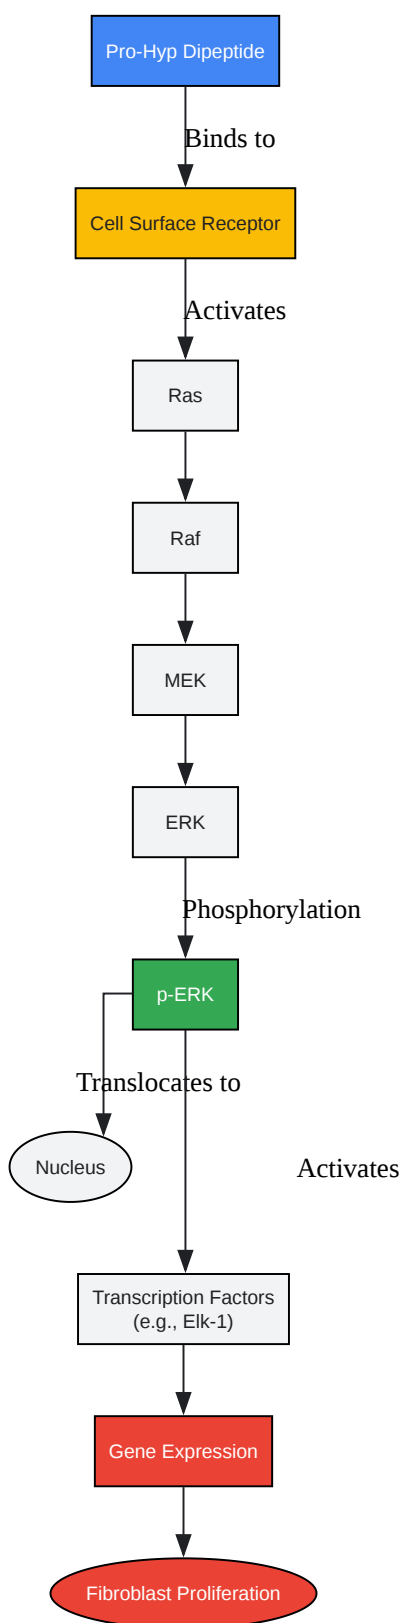 Pro-Hyp Dipeptide
Binds to
Cell Surface Receptor
Activates
Ras
Raf
MEK
ERK
Phosphorylation
p-ERK
Translocates to
Nucleus
Activates
Transcription Factors
(e.g., Elk-1)
Gene Expression
Fibroblast Proliferation